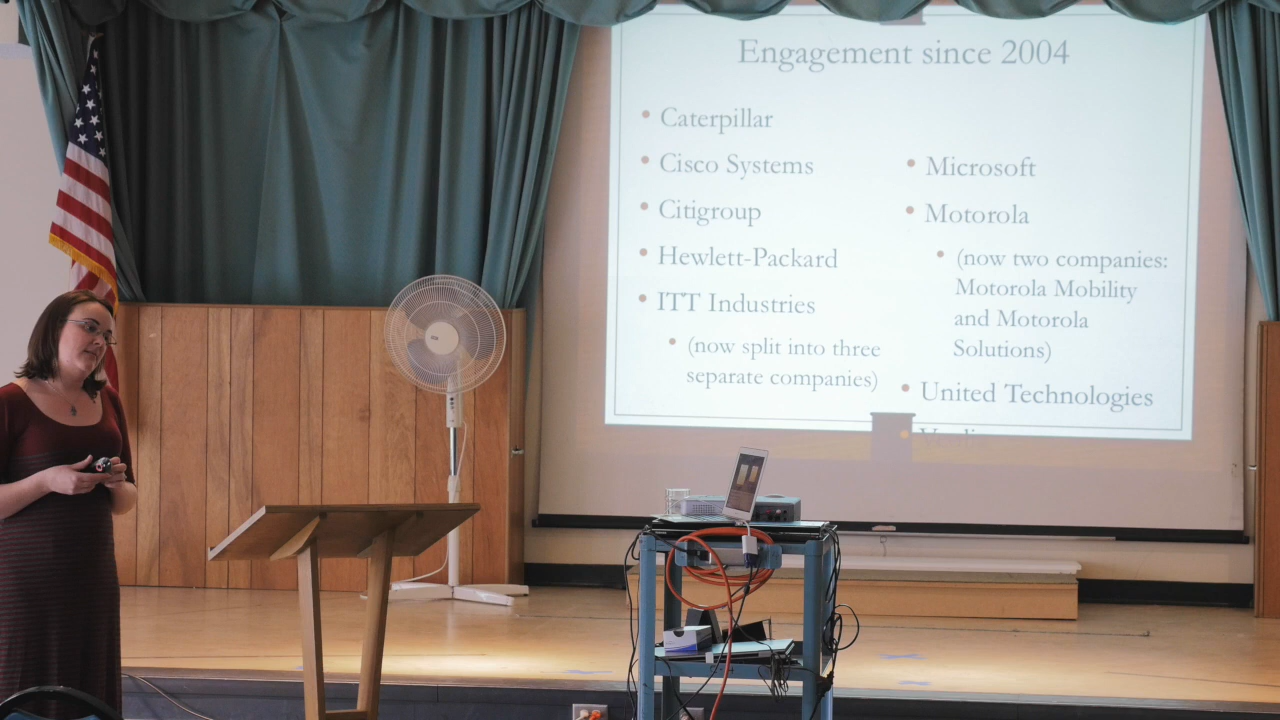 Engagement since 2004
• Caterpillar
• Cisco Systems
• Citigroup
• Hewlett-Packard
• ITT Industries
• (now split into three
separate companies)
• Microsoft
• Motorola
• (now two companies:
Motorola Mobility
and Motorola
Solutions)
• United Technologies